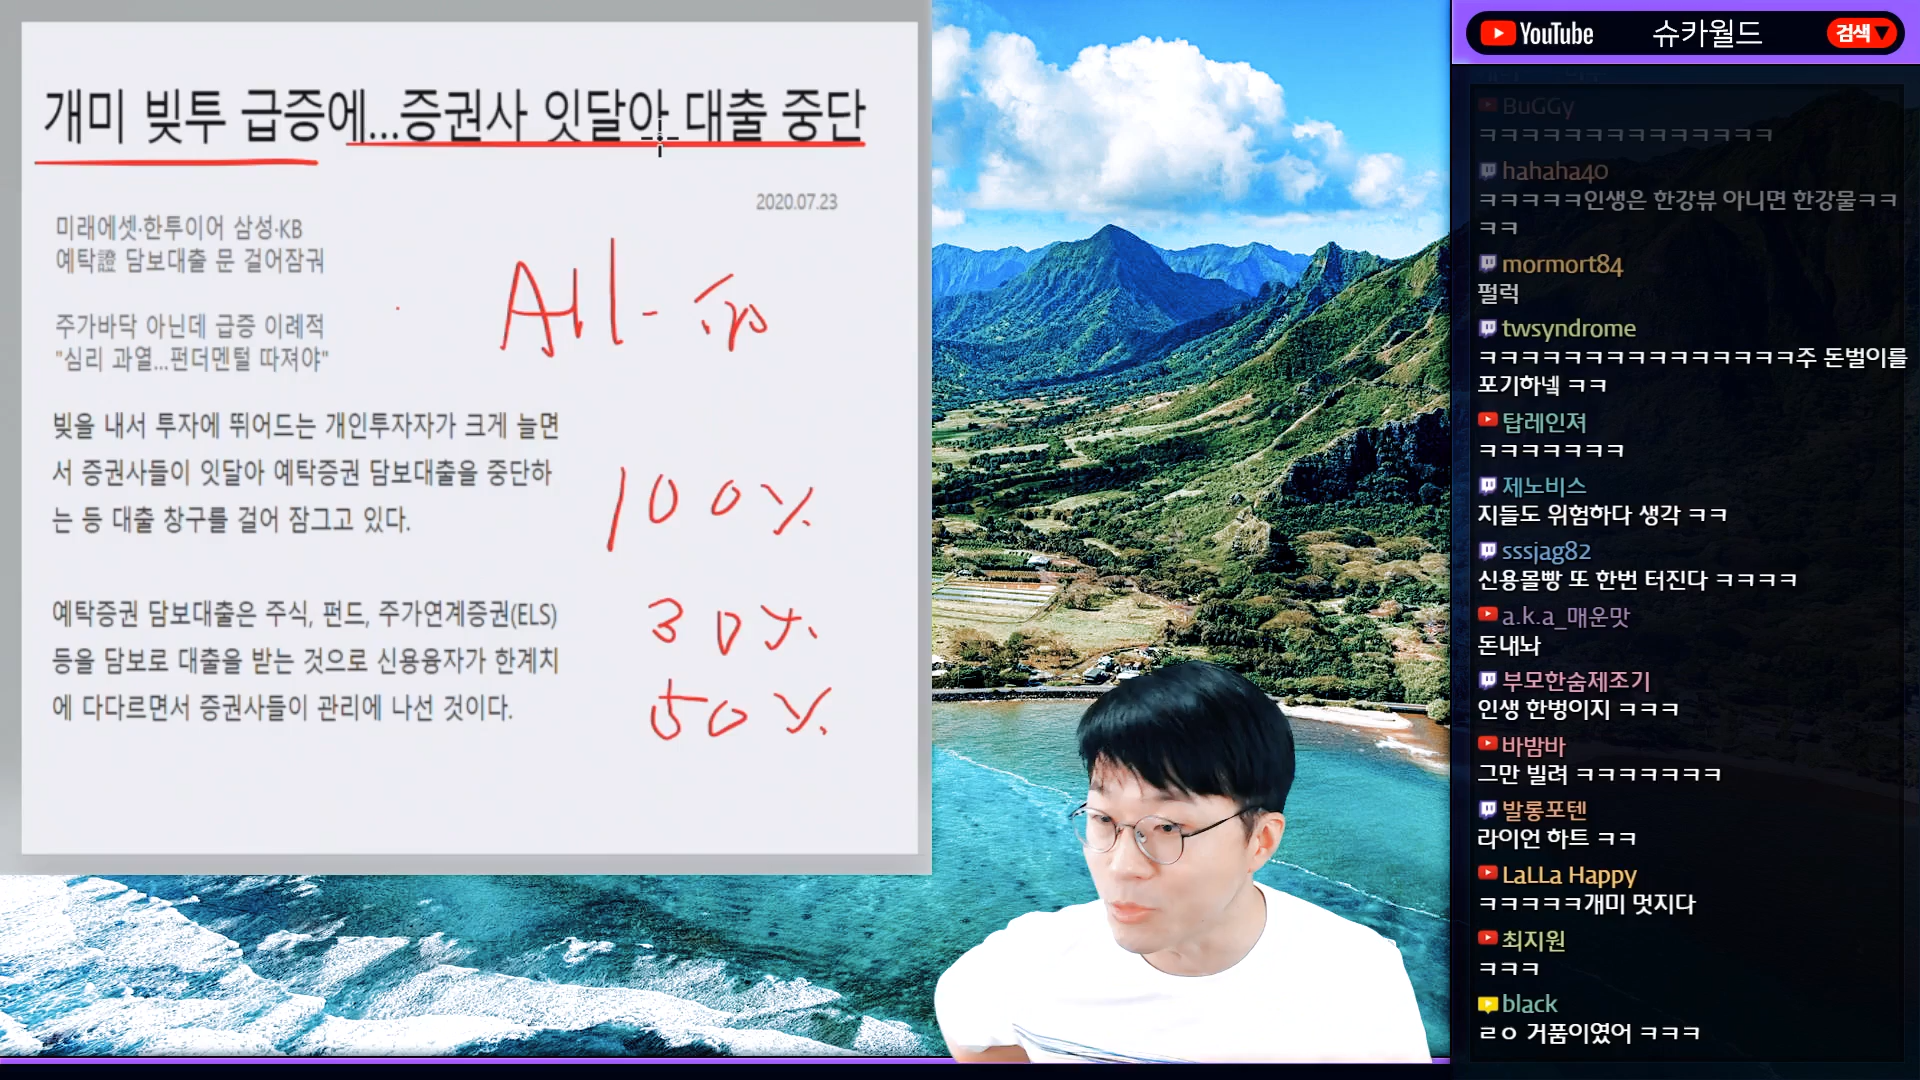 개미 빚투 급증에...증권사 잇달아 대출 중단
2020.07.23
미래에셋·한투이어 삼성·KB
예탁證 담보대출 문 걸어잠궈
주가바닥 아닌데 급증 이례적
"심리 과열...펀더멘털 따져야"
빚을 내서 투자에 뛰어드는 개인투자자가 크게 늘면
서 증권사들이 잇달아 예탁증권 담보대출을 중단하
는 등 대출 창구를 걸어 잠그고 있다.
예탁증권 담보대출은 주식, 펀드, 주가연계증권(ELS)
등을 담보로 대출을 받는 것으로 신용융자가 한계치
에 다다르면서 증권사들이 관리에 나선 것이다.
All-in
100%
30%
50%
YouTube 슈카월드 검색▼
BuGGy
ㅋㅋㅋㅋㅋㅋㅋㅋㅋㅋㅋㅋㅋㅋ
hahaha40
ㅋㅋㅋㅋㅋ인생은 한강뷰 아니면 한강물ㅋㅋ
ㅋㅋ
mormort84
펄럭
twsyndrome
ㅋㅋㅋㅋㅋㅋㅋㅋㅋㅋㅋㅋㅋㅋㅋ주 돈벌이를
포기하넼 ㅋㅋ
탑레인져
ㅋㅋㅋㅋㅋㅋㅋ
제노비스
지들도 위험하다 생각 ㅋㅋ
sssjag82
신용몰빵 또 한번 터진다 ㅋㅋㅋㅋ
a.k.a_매운맛
돈내놔
부모한숨제조기
인생 한벙이지 ㅋㅋㅋ
바밤바
그만 빌려 ㅋㅋㅋㅋㅋㅋㅋ
발롱포텐
라이언 하트 ㅋㅋ
LaLLa Happy
ㅋㅋㅋㅋㅋ개미 멋지다
최지원
ㅋㅋㅋ
black
ㄹㅇ 거품이였어 ㅋㅋㅋ